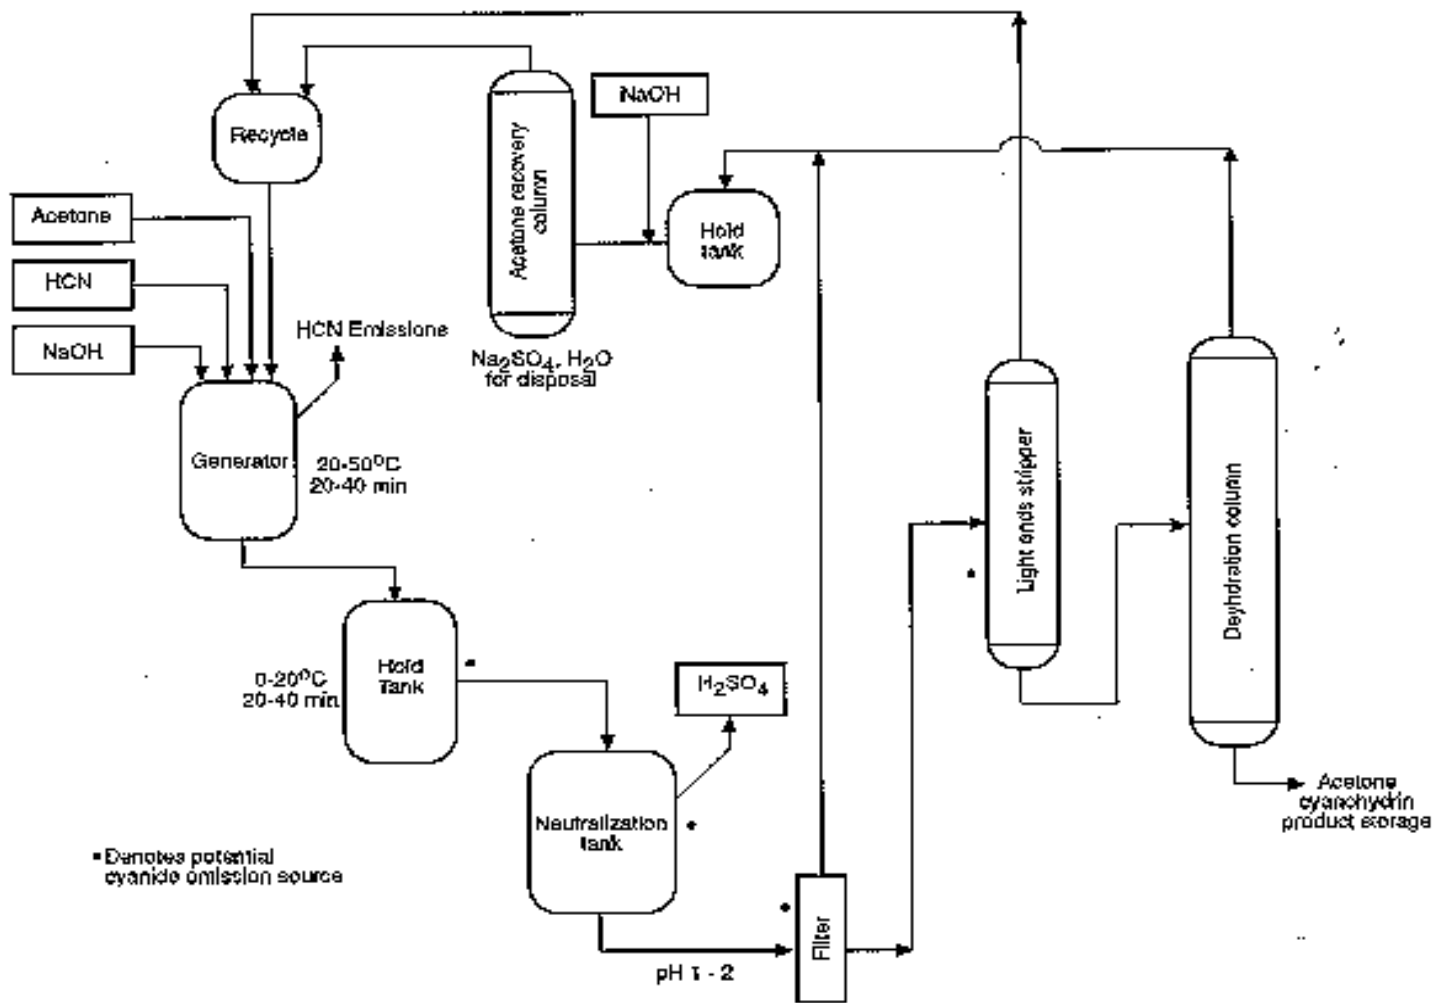 NaOH
Recycle
Acetone recovery
column
Acetone
Hold
tank
HCN
HCN Emissions
NaOH
Na2SO4, H2O
for disposal
Generator
20-50°C
20-40 min
Light ends stripper
Deyhdration column
Hold
Tank
0-20°C
20-40 min
H2SO4
Acetone
cyanohydrin
product storage
Neutralization
tank
• Denotes potential
cyanide emission source
Filter
pH 1 - 2